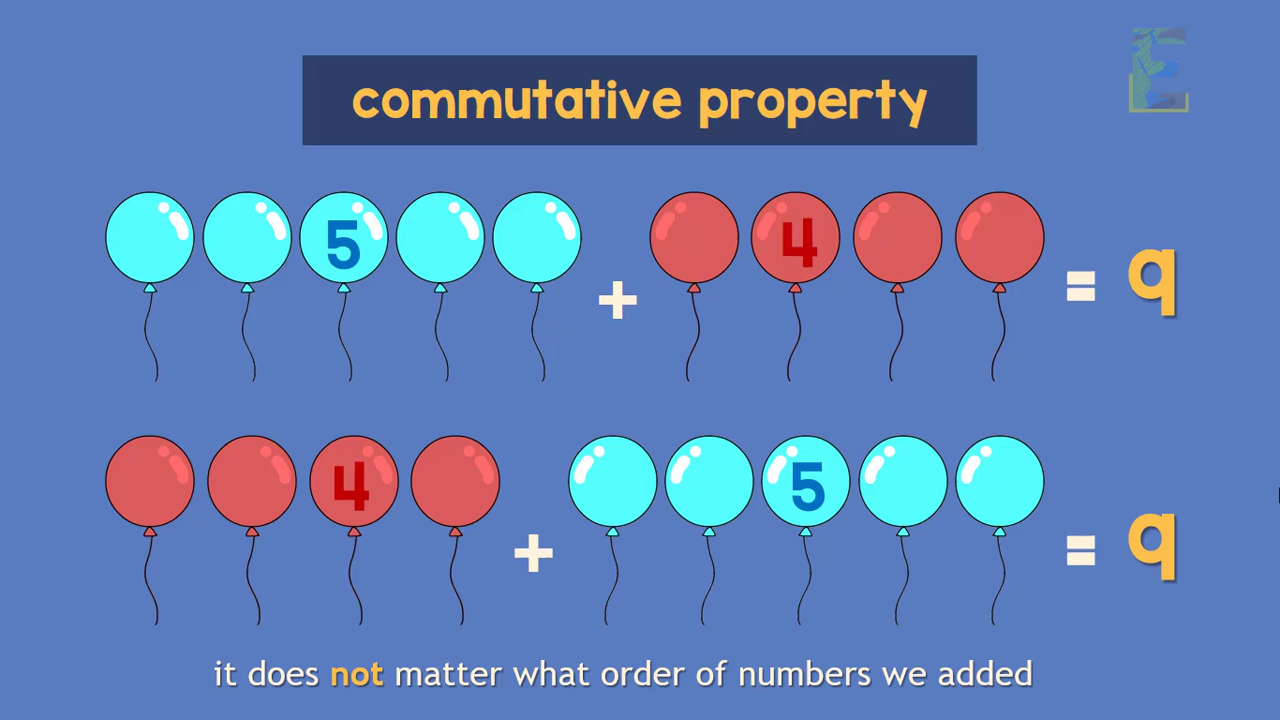 commutative property
5 + 4 = 9
4 + 5 = 9
it does not matter what order of numbers we added
E